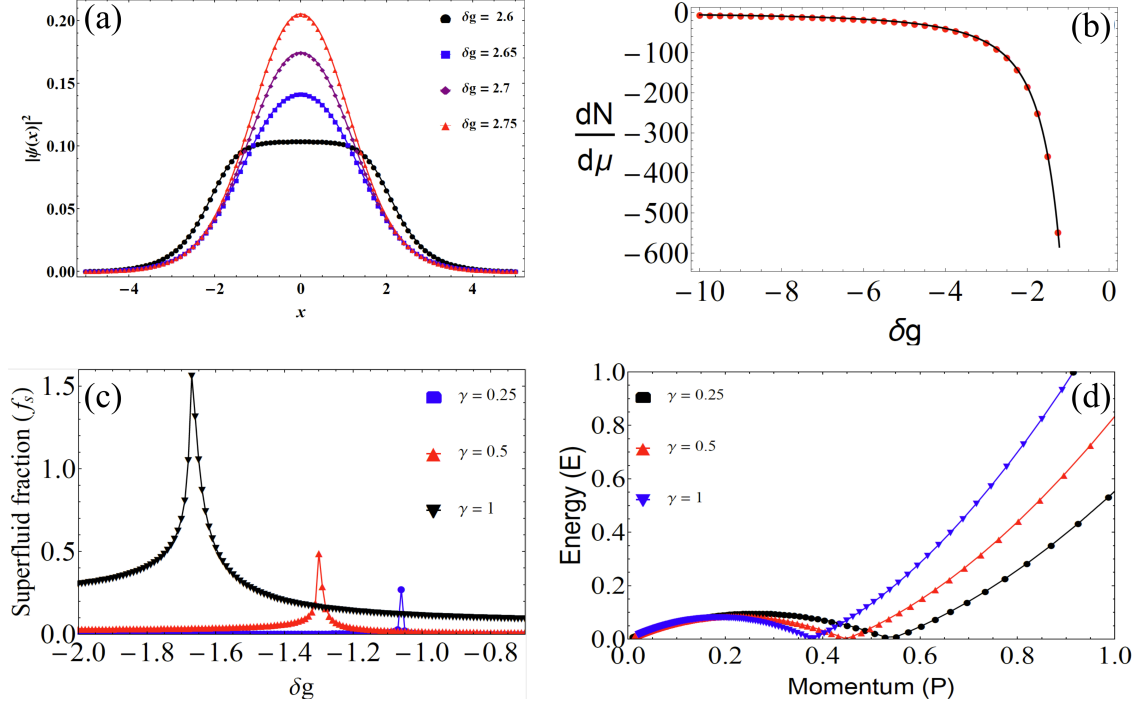 (a)
δg = 2.6
δg = 2.65
δg = 2.7
δg = 2.75
|ψ(x)|²
0.20
0.15
0.10
0.05
0.00
−4 −2 0 2 4
x
(b)
0
−100
−200
−300
−400
−500
−600
dN
dμ
−10 −8 −6 −4 −2 0
δg
(c)
γ = 0.25
γ = 0.5
γ = 1
Superfluid fraction (fₛ)
1.5
1.0
0.5
0.0
-2.0 -1.8 -1.6 -1.4 -1.2 -1.0 -0.8
δg
(d)
γ = 0.25
γ = 0.5
γ = 1
Energy (E)
1.0
0.8
0.6
0.4
0.2
0.0
0.0 0.2 0.4 0.6 0.8 1.0
Momentum (P)